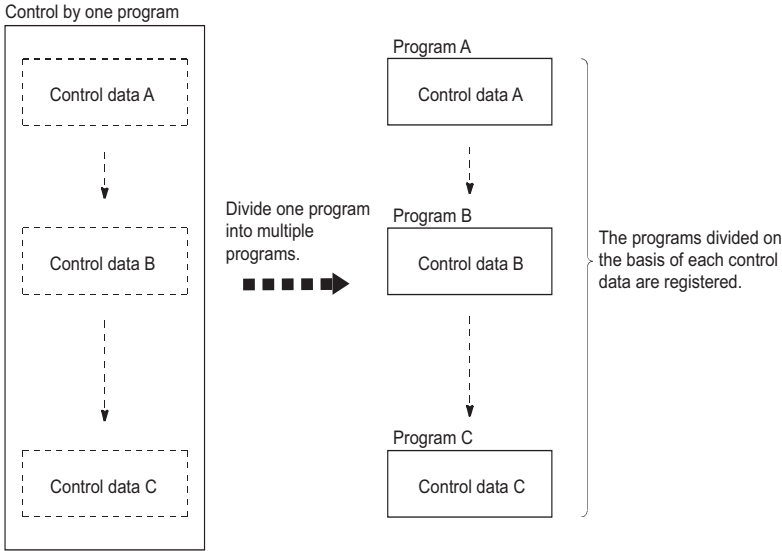 Control by one program
Control data A
Control data B
Control data C
Divide one program
into multiple
programs.
Program A
Control data A
Program B
Control data B
Program C
Control data C
The programs divided on
the basis of each control
data are registered.